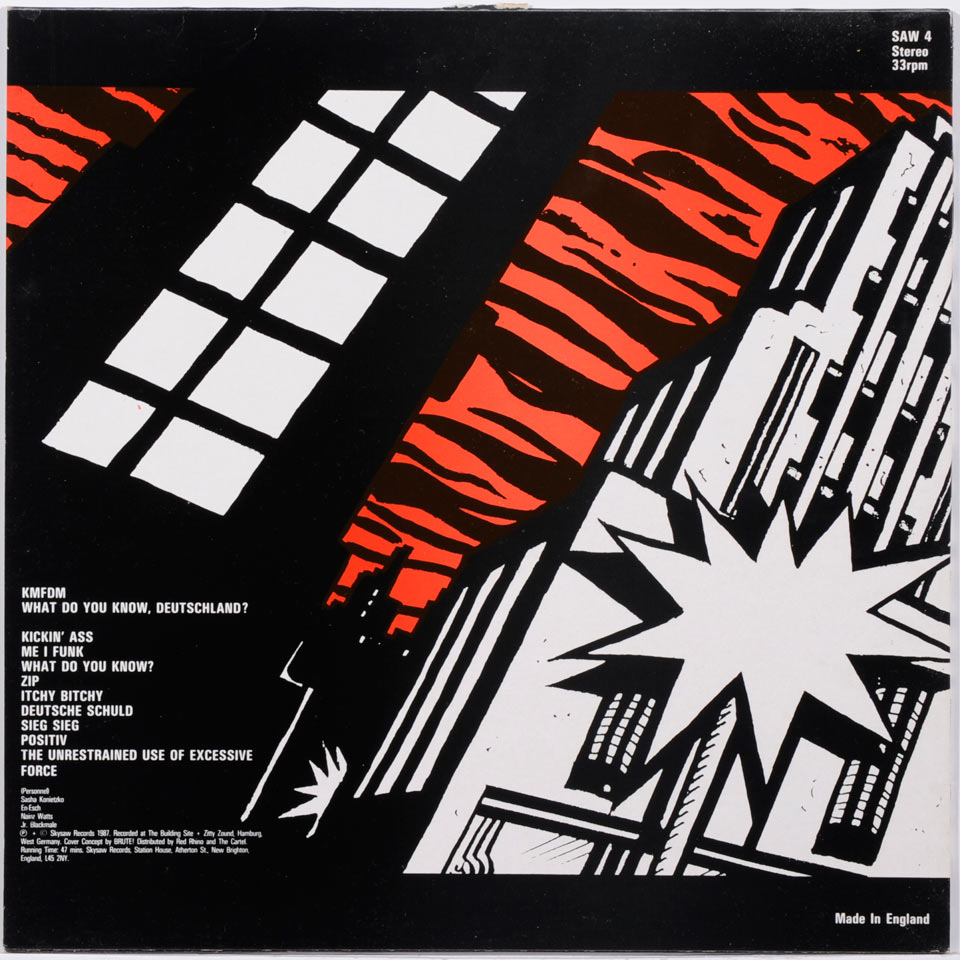 SAW 4
Stereo
33rpm
KMFDM
WHAT DO YOU KNOW, DEUTSCHLAND?
KICKIN' ASS
ME I FUNK
WHAT DO YOU KNOW?
ZIP
ITCHY BITCHY
DEUTSCHE SCHULD
SIEG SIEG
POSITIV
THE UNRESTRAINED USE OF EXCESSIVE
FORCE
(Personnel)
Sasha Konietzko
En-Esch
Nainz Watts
Jr. Blackmale
℗ + © Skysaw Records 1987. Recorded at The Building Site + Zitty Zound, Hamburg,
West Germany. Cover Concept by BRUTE! Distributed by Red Rhino and The Cartel.
Running Time: 47 mins. Skysaw Records, Station House, Atherton St., New Brighton,
England, L45 2NY.
Made In England